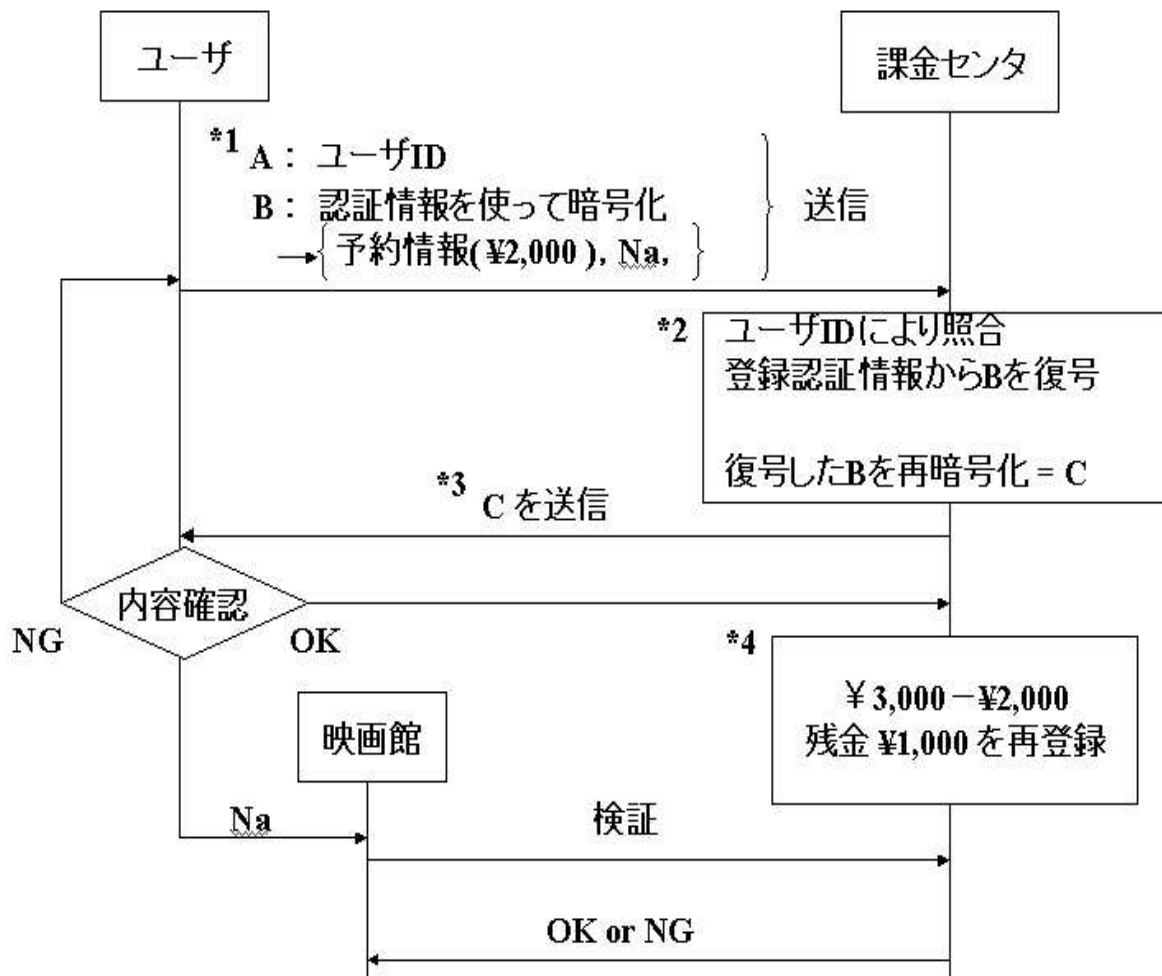 ユーザ
課金センタ
*1 A： ユーザID
B： 認証情報を使って暗号化
→{予約情報(¥2,000), Na, }
送信
*2 ユーザIDにより照合
登録認証情報からBを復号
復号したBを再暗号化 = C
*3 C を送信
内容確認
NG
OK
*4
￥3,000－¥2,000
残金 ¥1,000 を再登録
映画館
Na
検証
OK or NG